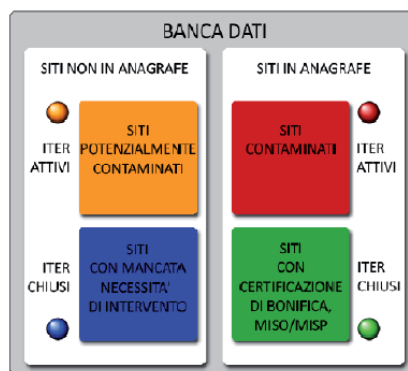 BANCA DATI
SITI NON IN ANAGRAFE
ITER
ATTIVI
SITI
POTENZIALMENTE
CONTAMINATI
ITER
CHIUSI
SITI
CON MANCATA
NECESSITA'
DI INTERVENTO
SITI IN ANAGRAFE
SITI
CONTAMINATI
ITER
ATTIVI
SITI
CON
CERTIFICAZIONE
DI BONIFICA,
MISO/MISP
ITER
CHIUSI